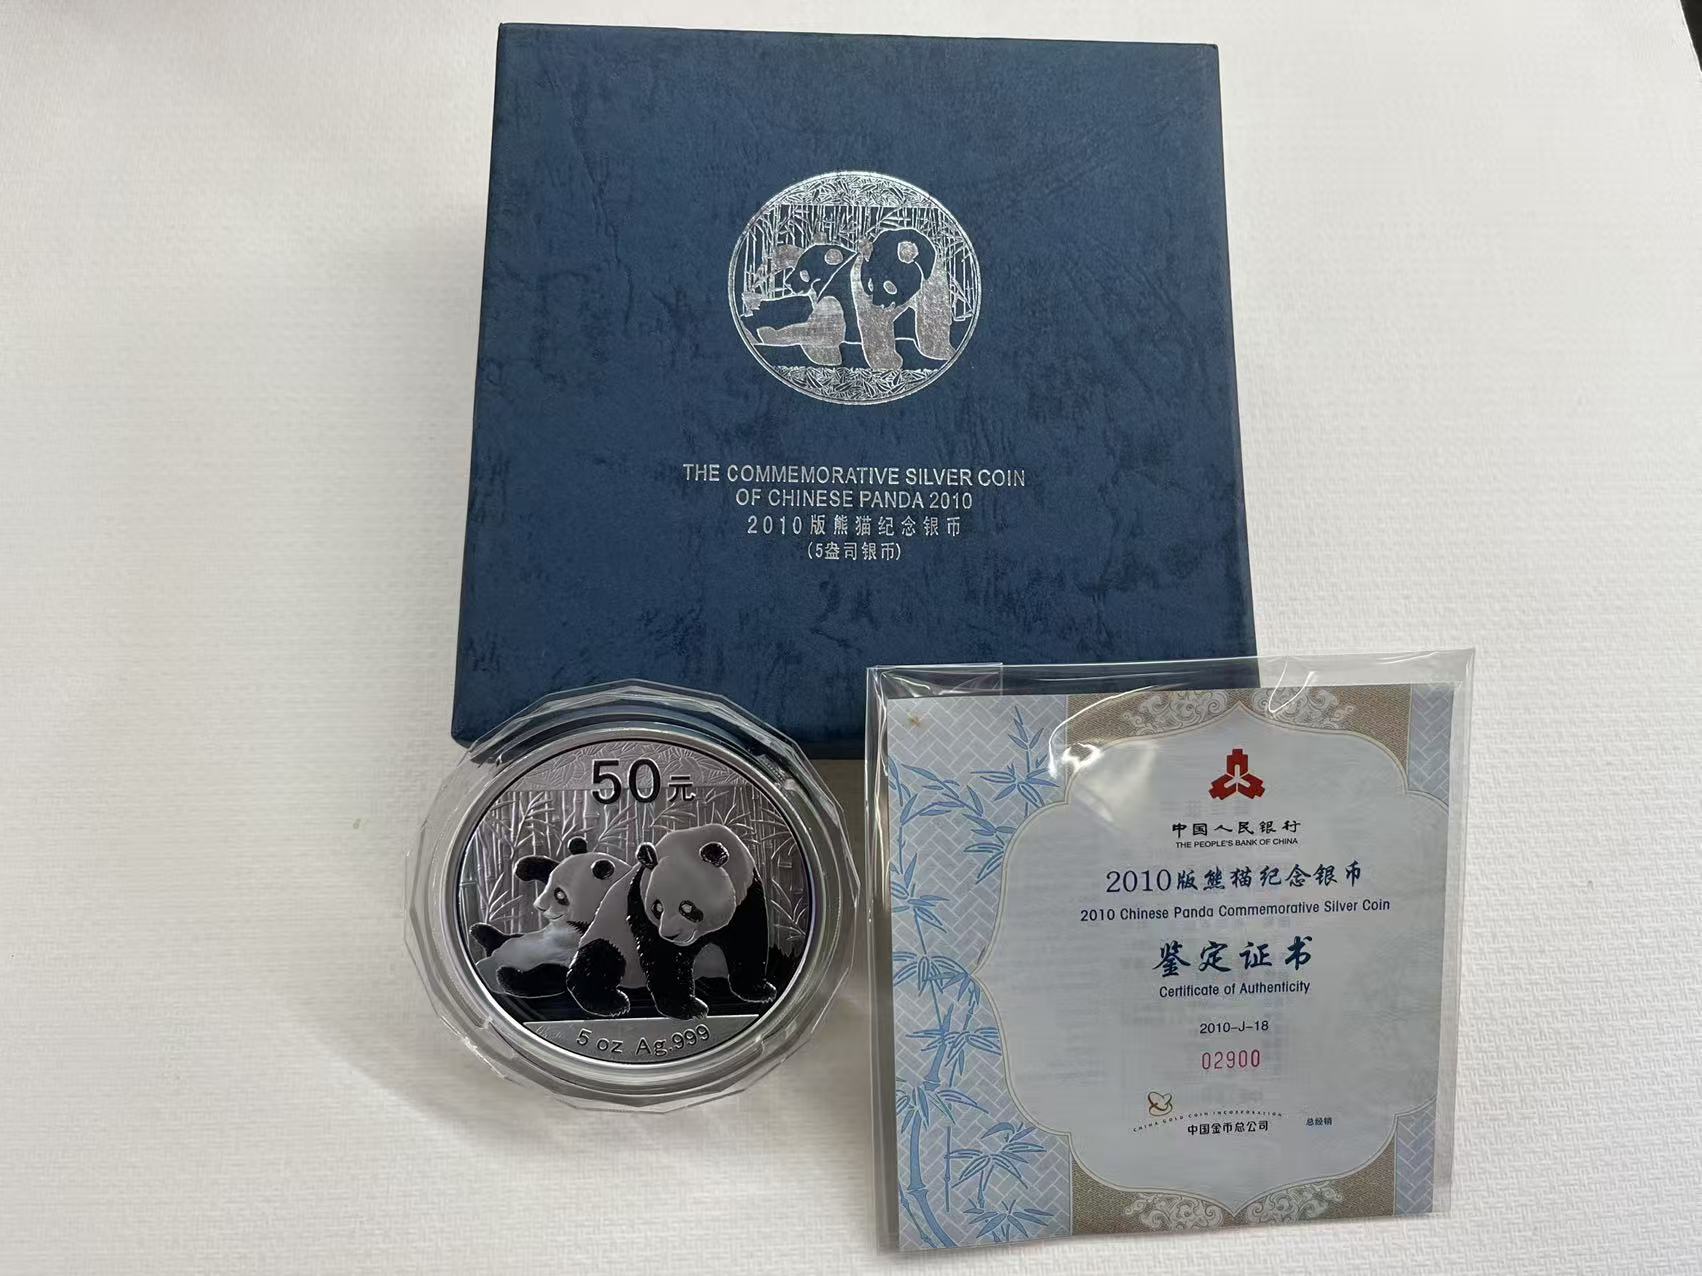 THE COMMEMORATIVE SILVER COIN
OF CHINESE PANDA 2010
2010版熊猫纪念银币
(5盎司银币)
50元
5 oz Ag.999
中国人民银行
THE PEOPLE'S BANK OF CHINA
2010版熊猫纪念银币
2010 Chinese Panda Commemorative Silver Coin
鉴定证书
Certificate of Authenticity
2010-J-18
02900
CHINA GOLD COIN INCORPORATION
中国金币总公司
总经销